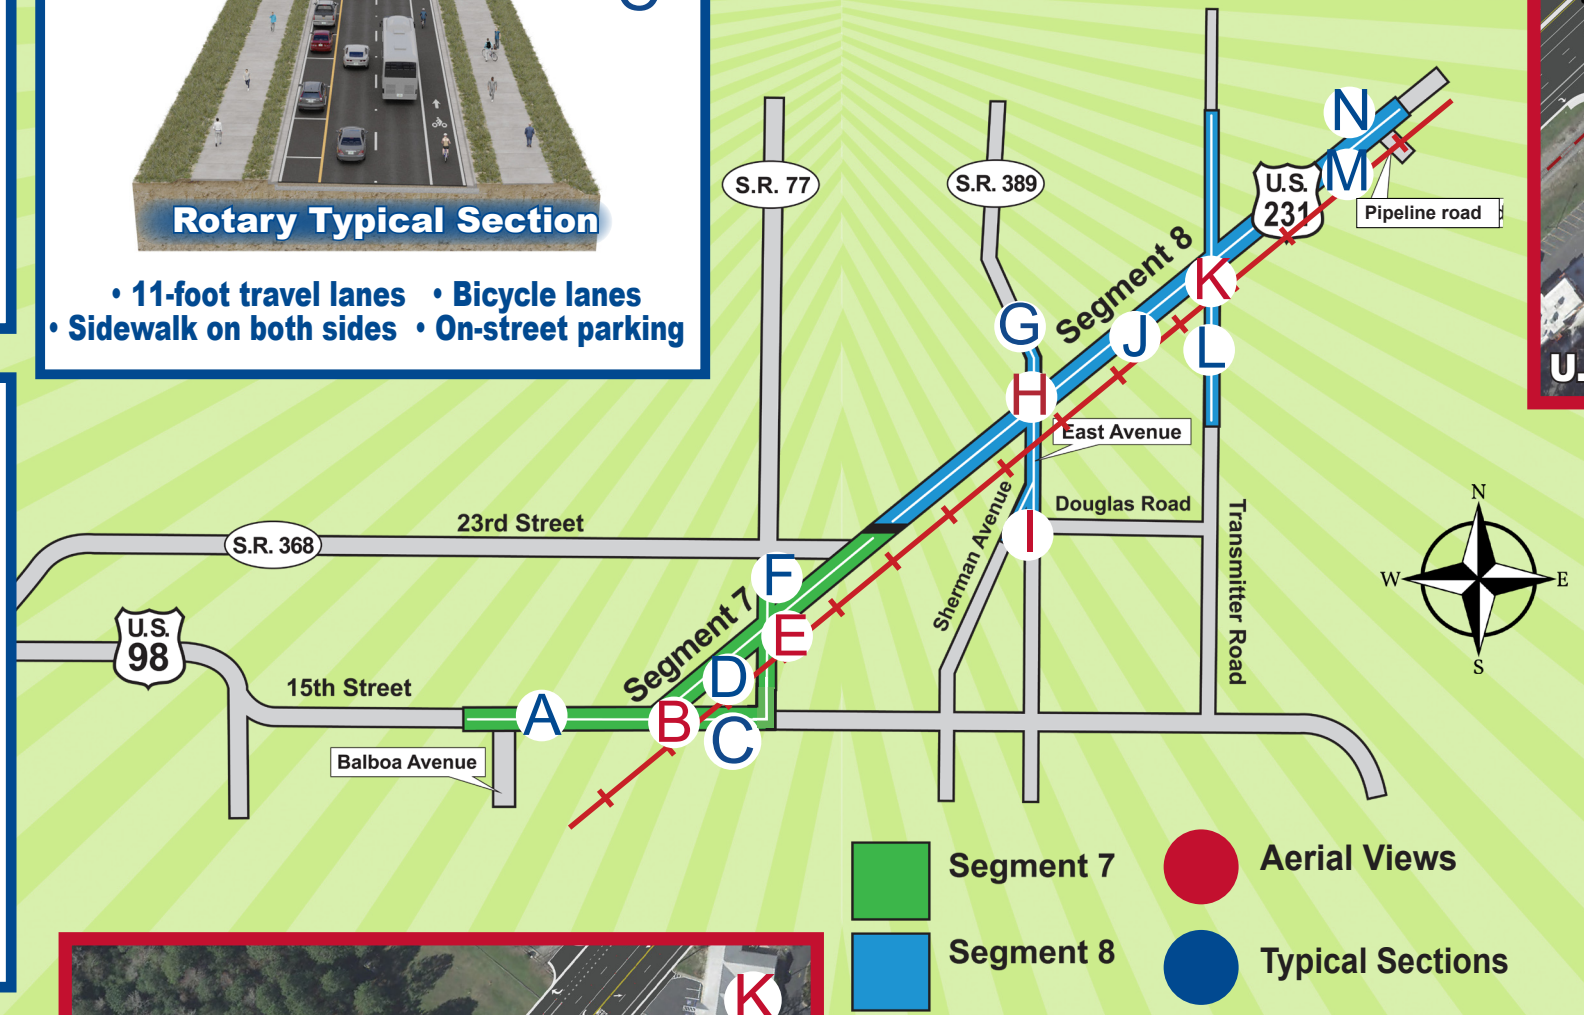 Rotary Typical Section
• 11-foot travel lanes • Bicycle lanes
• Sidewalk on both sides • On-street parking
S.R. 77
S.R. 389
U.S.
231
N
M
Pipeline road
Segment 8
K
G
J
L
H
East Avenue
Douglas Road
23rd Street
S.R. 368
Sherman Avenue
I
Transmitter Road
N
W
E
S
F
E
Segment 7
D
U.S.
98
15th Street
A
B
C
Balboa Avenue
Segment 7
Aerial Views
Segment 8
Typical Sections
K
U.